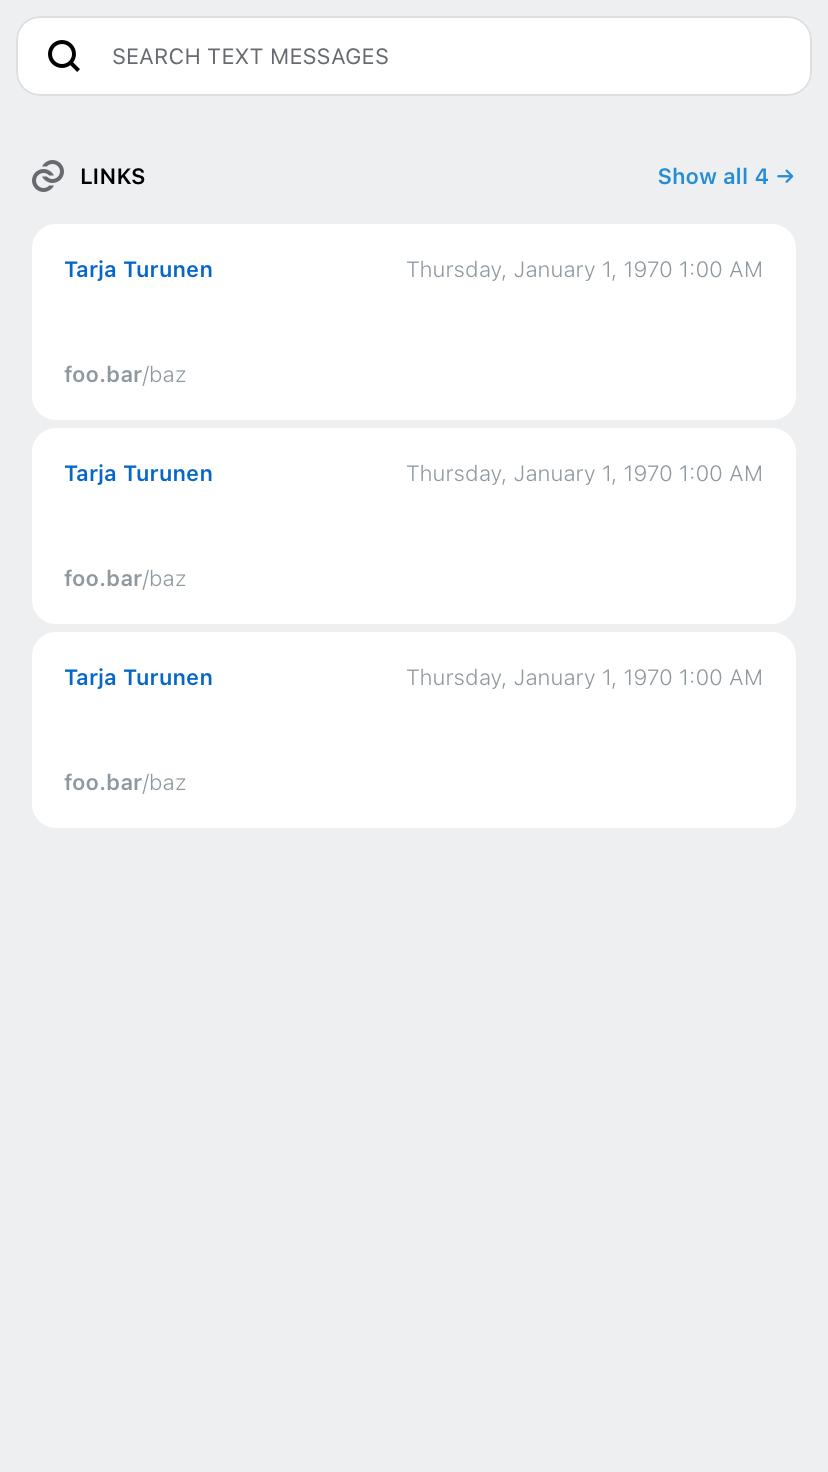 SEARCH TEXT MESSAGES
LINKS
Show all 4 →
Tarja Turunen
Thursday, January 1, 1970 1:00 AM
foo.bar/baz
Tarja Turunen
Thursday, January 1, 1970 1:00 AM
foo.bar/baz
Tarja Turunen
Thursday, January 1, 1970 1:00 AM
foo.bar/baz